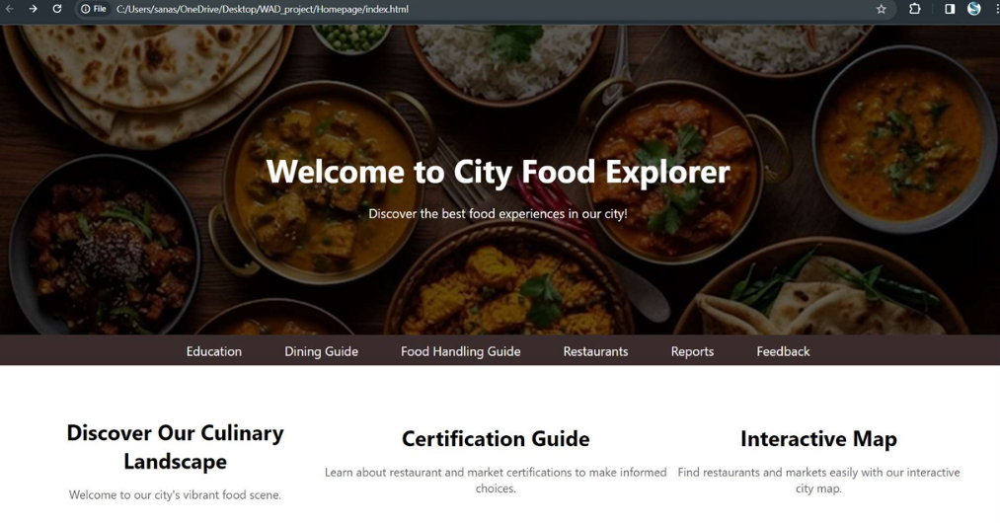 File C:/Users/sanas/OneDrive/Desktop/WAD_project/Homepage/index.html
Welcome to City Food Explorer
Discover the best food experiences in our city!
Education Dining Guide Food Handling Guide Restaurants Reports Feedback
Discover Our Culinary
Landscape
Welcome to our city's vibrant food scene.
Certification Guide
Learn about restaurant and market certifications to make informed
choices.
Interactive Map
Find restaurants and markets easily with our interactive
city map.